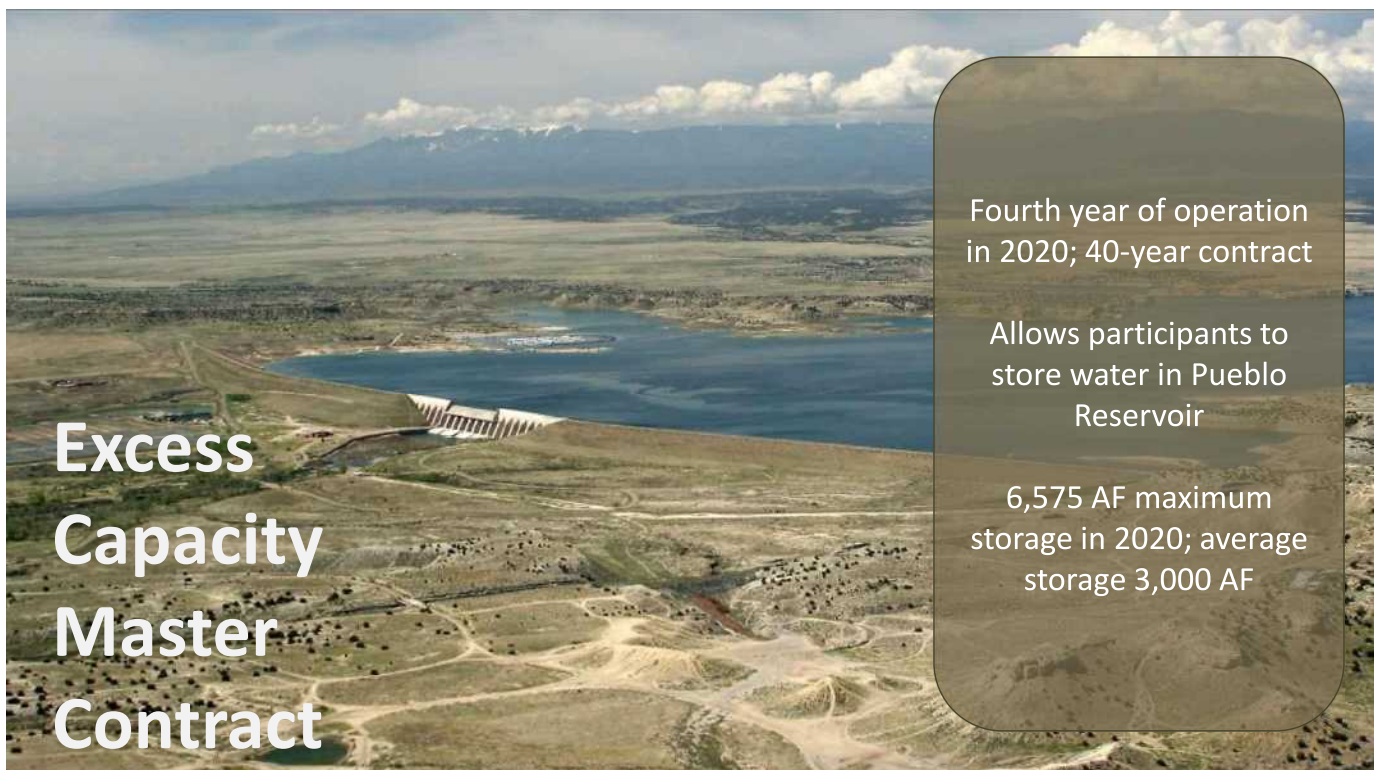 Excess
Capacity
Master
Contract
Fourth year of operation
in 2020; 40-year contract
Allows participants to
store water in Pueblo
Reservoir
6,575 AF maximum
storage in 2020; average
storage 3,000 AF